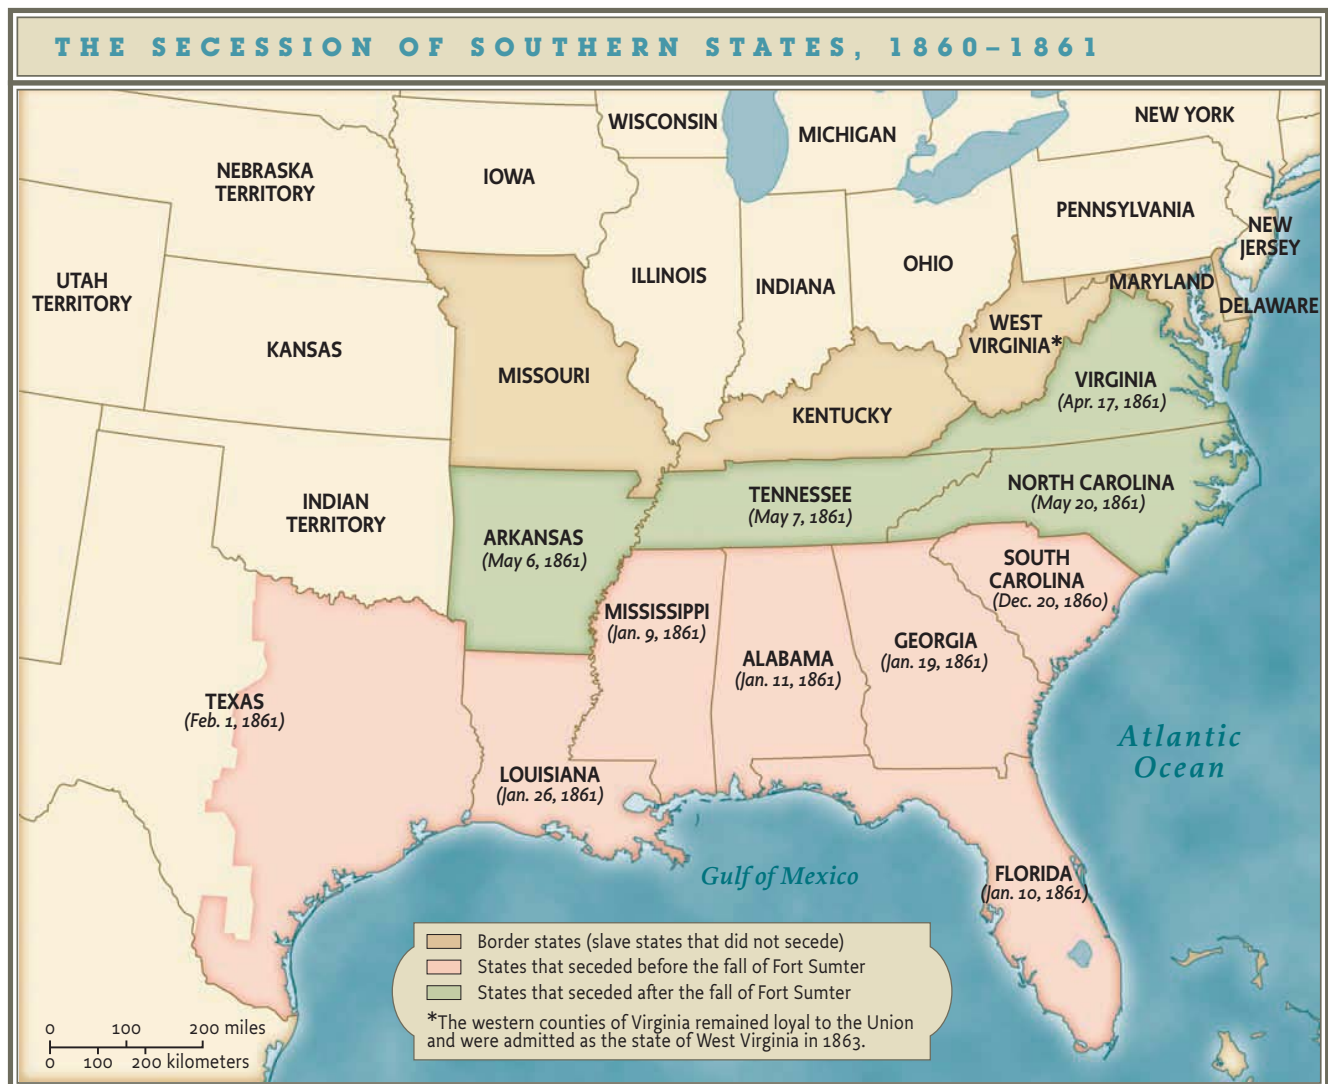 THE SECESSION OF SOUTHERN STATES, 1860–1861
WISCONSIN
MICHIGAN
NEW YORK
NEBRASKA
TERRITORY
IOWA
PENNSYLVANIA
NEW
JERSEY
UTAH
TERRITORY
ILLINOIS
INDIANA
OHIO
MARYLAND
DELAWARE
KANSAS
MISSOURI
WEST
VIRGINIA*
KENTUCKY
VIRGINIA
(Apr. 17, 1861)
INDIAN
TERRITORY
ARKANSAS
(May 6, 1861)
TENNESSEE
(May 7, 1861)
NORTH CAROLINA
(May 20, 1861)
SOUTH
CAROLINA
(Dec. 20, 1860)
MISSISSIPPI
(Jan. 9, 1861)
ALABAMA
(Jan. 11, 1861)
GEORGIA
(Jan. 19, 1861)
TEXAS
(Feb. 1, 1861)
LOUISIANA
(Jan. 26, 1861)
Atlantic
Ocean
Gulf of Mexico
FLORIDA
(Jan. 10, 1861)
Border states (slave states that did not secede)
States that seceded before the fall of Fort Sumter
States that seceded after the fall of Fort Sumter
*The western counties of Virginia remained loyal to the Union
and were admitted as the state of West Virginia in 1863.
0 100 200 miles
0 100 200 kilometers